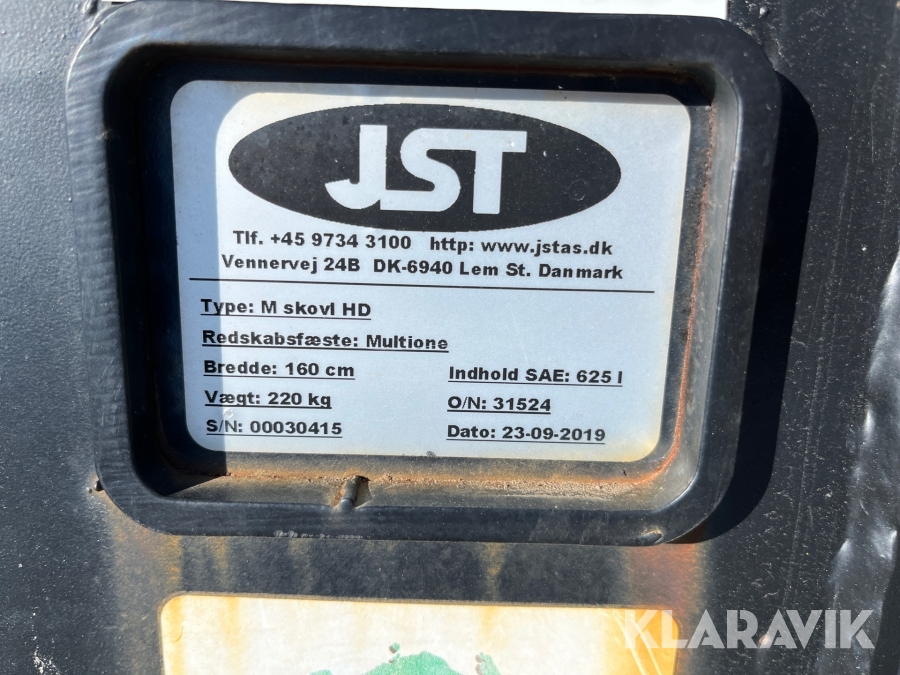 JST
Tlf. +45 9734 3100 http: www.jstas.dk
Vennervej 24B DK-6940 Lem St. Danmark
Type: M skovl HD
Redskabsfæste: Multione
Bredde: 160 cm
Indhold SAE: 625 l
Vægt: 220 kg
O/N: 31524
S/N: 00030415
Dato: 23-09-2019
KLARAVIK